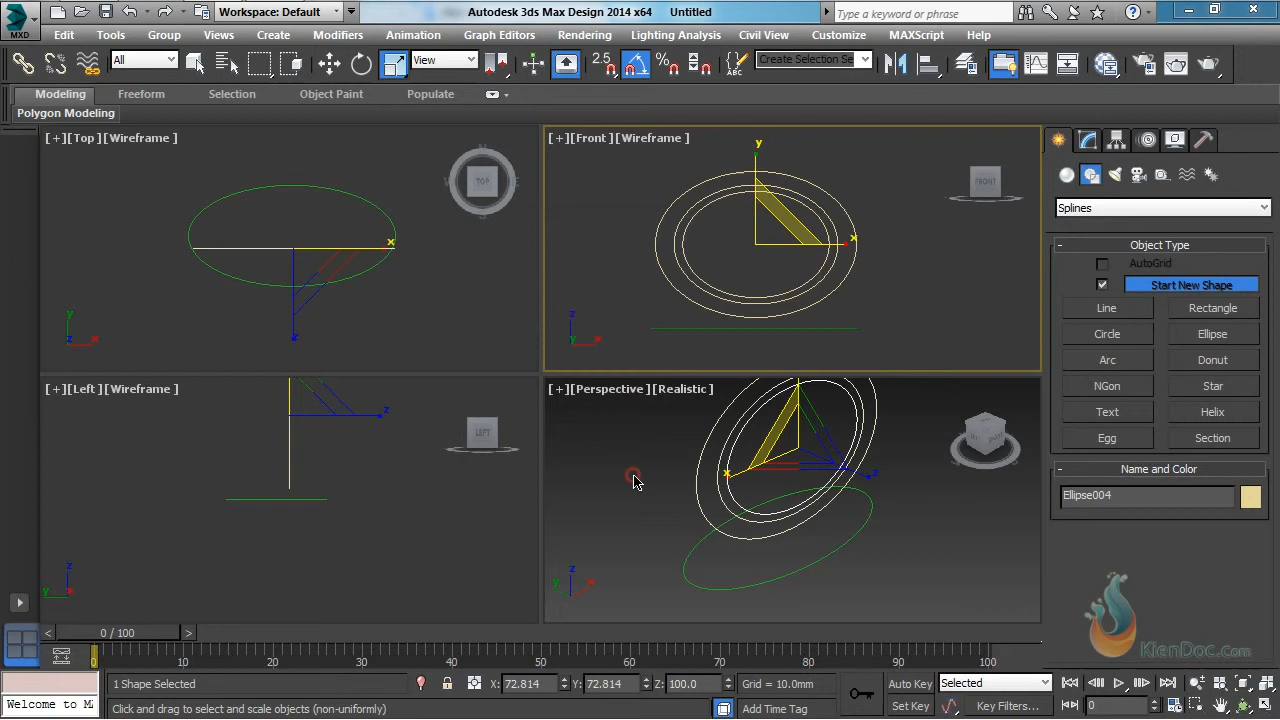 Workspace: Default
Autodesk 3ds Max Design 2014 x64 Untitled
Type a keyword or phrase
MXD
Edit Tools Group Views Create Modifiers Animation Graph Editors Rendering Lighting Analysis Civil View Customize MAXScript Help
All View 2.5 Create Selection Se
Modeling Freeform Selection Object Paint Populate
Polygon Modeling
[+][Top][Wireframe]
TOP
x
z
y
z x
[+][Front][Wireframe]
y
FRONT
x
z
y x
[+][Left][Wireframe]
z
LEFT
z
y x
[+][Perspective][Realistic]
x z
z
y x
Splines
- Object Type
AutoGrid
Start New Shape
Line Rectangle
Circle Ellipse
Arc Donut
NGon Star
Text Helix
Egg Section
- Name and Color
Ellipse004
KienDoc.Com
< 0 / 100 >
0 10 20 30 40 50 60 70 80 90 100
1 Shape Selected X: 72.814 Y: 72.814 Z: 100.0 Grid = 10.0mm Auto Key Selected
Welcome to MA Click and drag to select and scale objects (non-uniformly) Add Time Tag Set Key Key Filters... 0